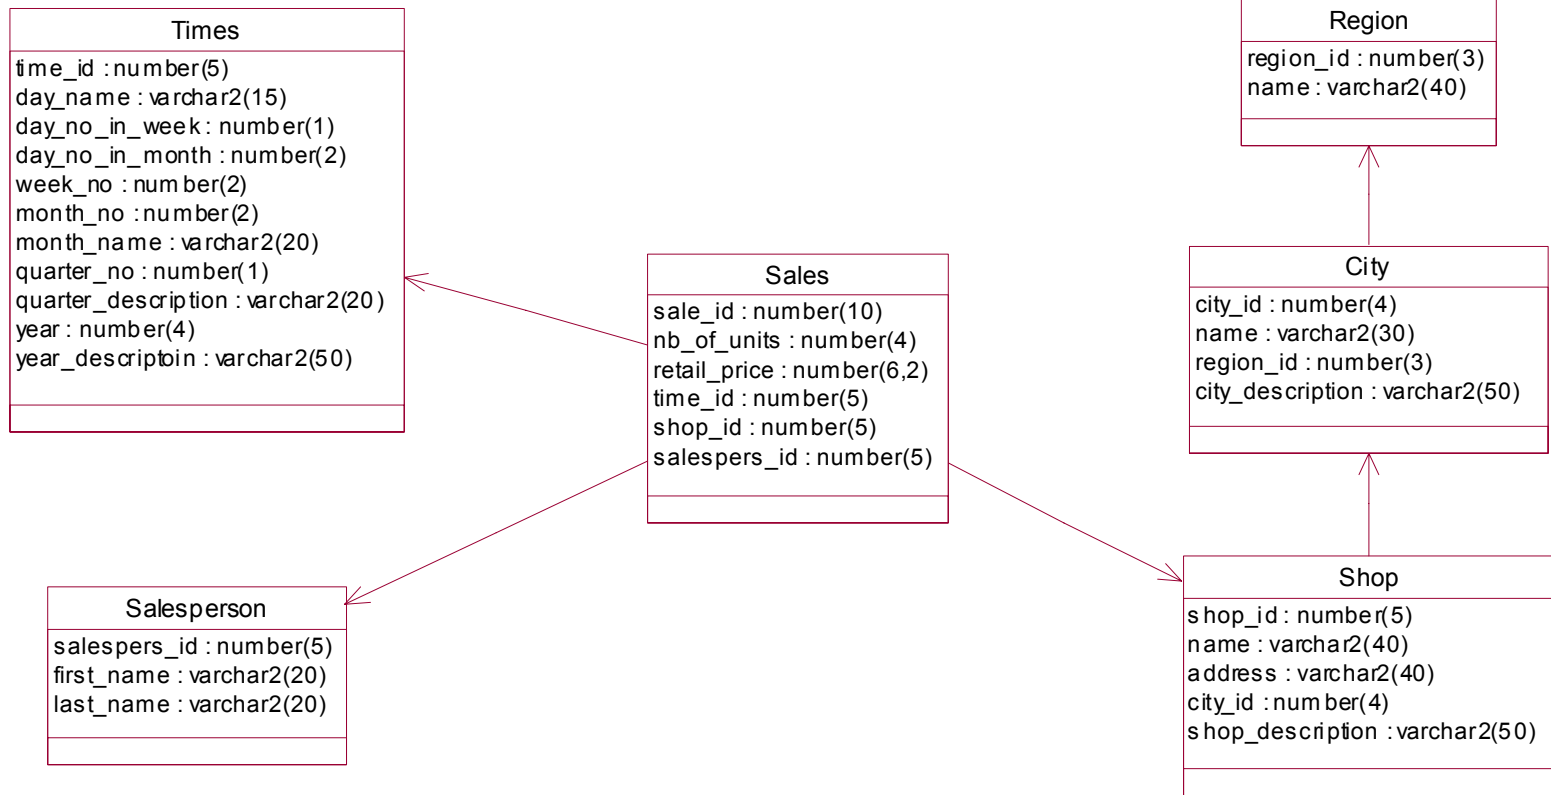 Times
time_id : number(5)
day_name : varchar2(15)
day_no_in_week : number(1)
day_no_in_month : number(2)
week_no : number(2)
month_no : number(2)
month_name : varchar2(20)
quarter_no : number(1)
quarter_description : varchar2(20)
year : number(4)
year_descriptoin : varchar2(50)
Region
region_id : number(3)
name : varchar2(40)
Sales
sale_id : number(10)
nb_of_units : number(4)
retail_price : number(6,2)
time_id : number(5)
shop_id : number(5)
salespers_id : number(5)
City
city_id : number(4)
name : varchar2(30)
region_id : number(3)
city_description : varchar2(50)
Salesperson
salespers_id : number(5)
first_name : varchar2(20)
last_name : varchar2(20)
Shop
shop_id : number(5)
name : varchar2(40)
address : varchar2(40)
city_id : number(4)
shop_description : varchar2(50)